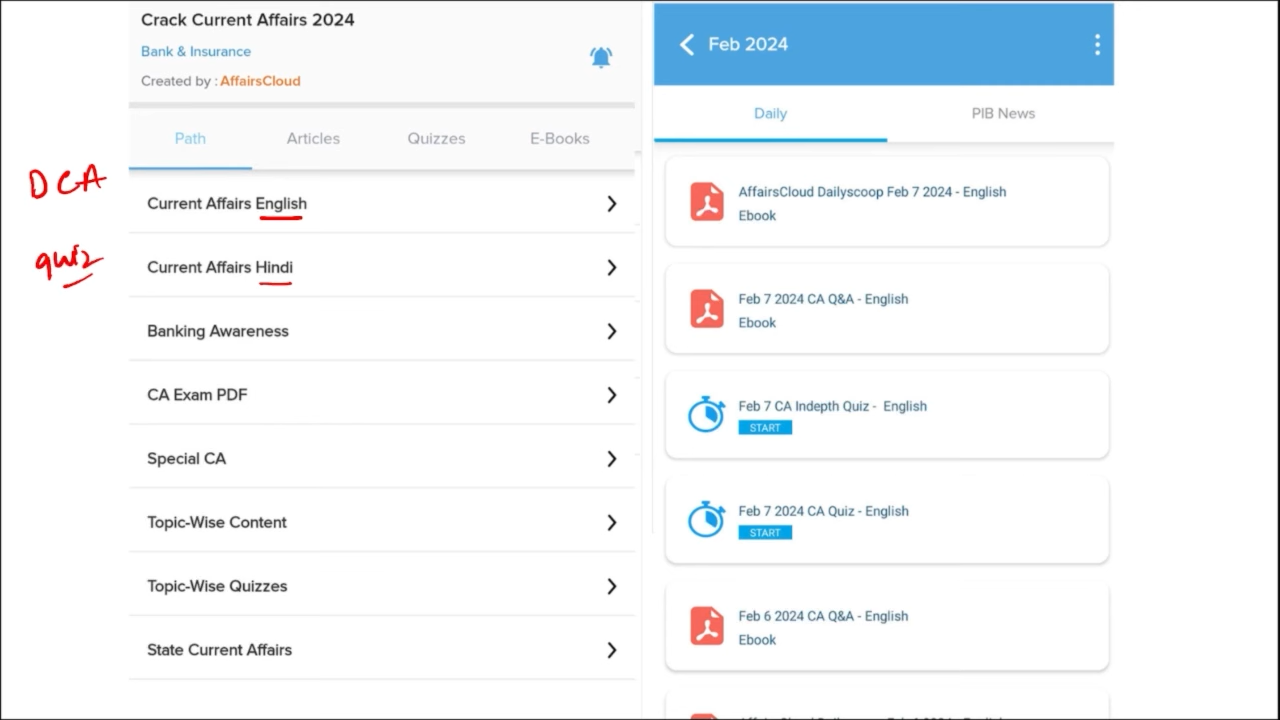 Crack Current Affairs 2024
Bank & Insurance
Created by : AffairsCloud
Path Articles Quizzes E-Books
DCA
Current Affairs English
quiz
Current Affairs Hindi
Banking Awareness
CA Exam PDF
Special CA
Topic-Wise Content
Topic-Wise Quizzes
State Current Affairs
Feb 2024
Daily PIB News
AffairsCloud Dailyscoop Feb 7 2024 - English
Ebook
Feb 7 2024 CA Q&A - English
Ebook
Feb 7 CA Indepth Quiz - English
START
Feb 7 2024 CA Quiz - English
START
Feb 6 2024 CA Q&A - English
Ebook